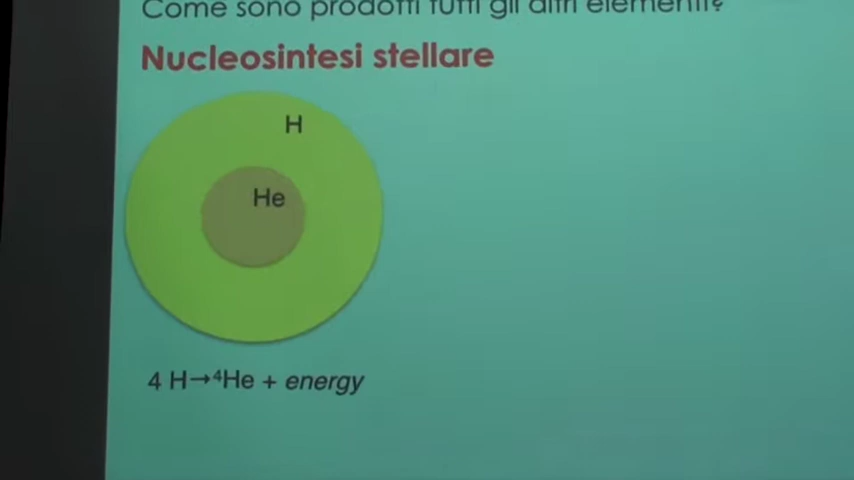 Come sono prodotti tutti gli altri elementi?
Nucleosintesi stellare
H
He
4 H→⁴He + energy